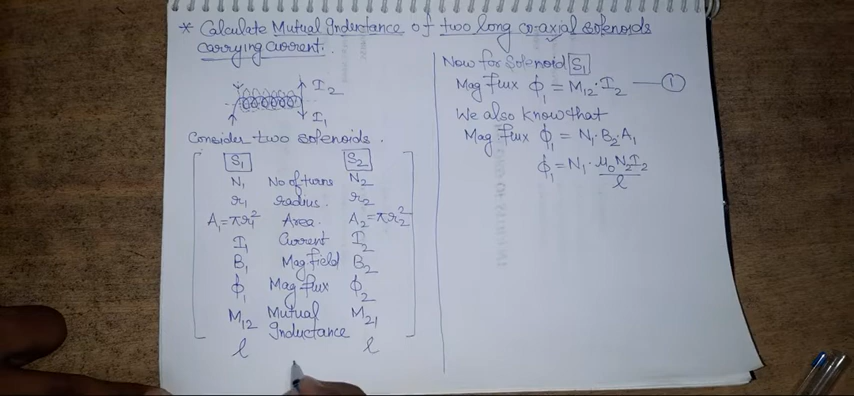 * Calculate Mutual Inductance of two long co-axial solenoids
carrying current.
I₂
I₁
Consider two solenoids.
S₁ S₂
N₁ No of turns N₂
r₁ radius. r₂
A₁=πr₁² Area. A₂=πr₂²
I₁ Current I₂
B₁ Mag field B₂
ϕ₁ Mag flux ϕ₂
M₁₂ Mutual Inductance M₂₁
l l
Now for Solenoid S₁
Mag flux ϕ₁ = M₁₂·I₂ — ①
We also know that
Mag flux ϕ₁ = N₁·B₂·A₁
ϕ₁ = N₁·μ₀N₂I₂/l